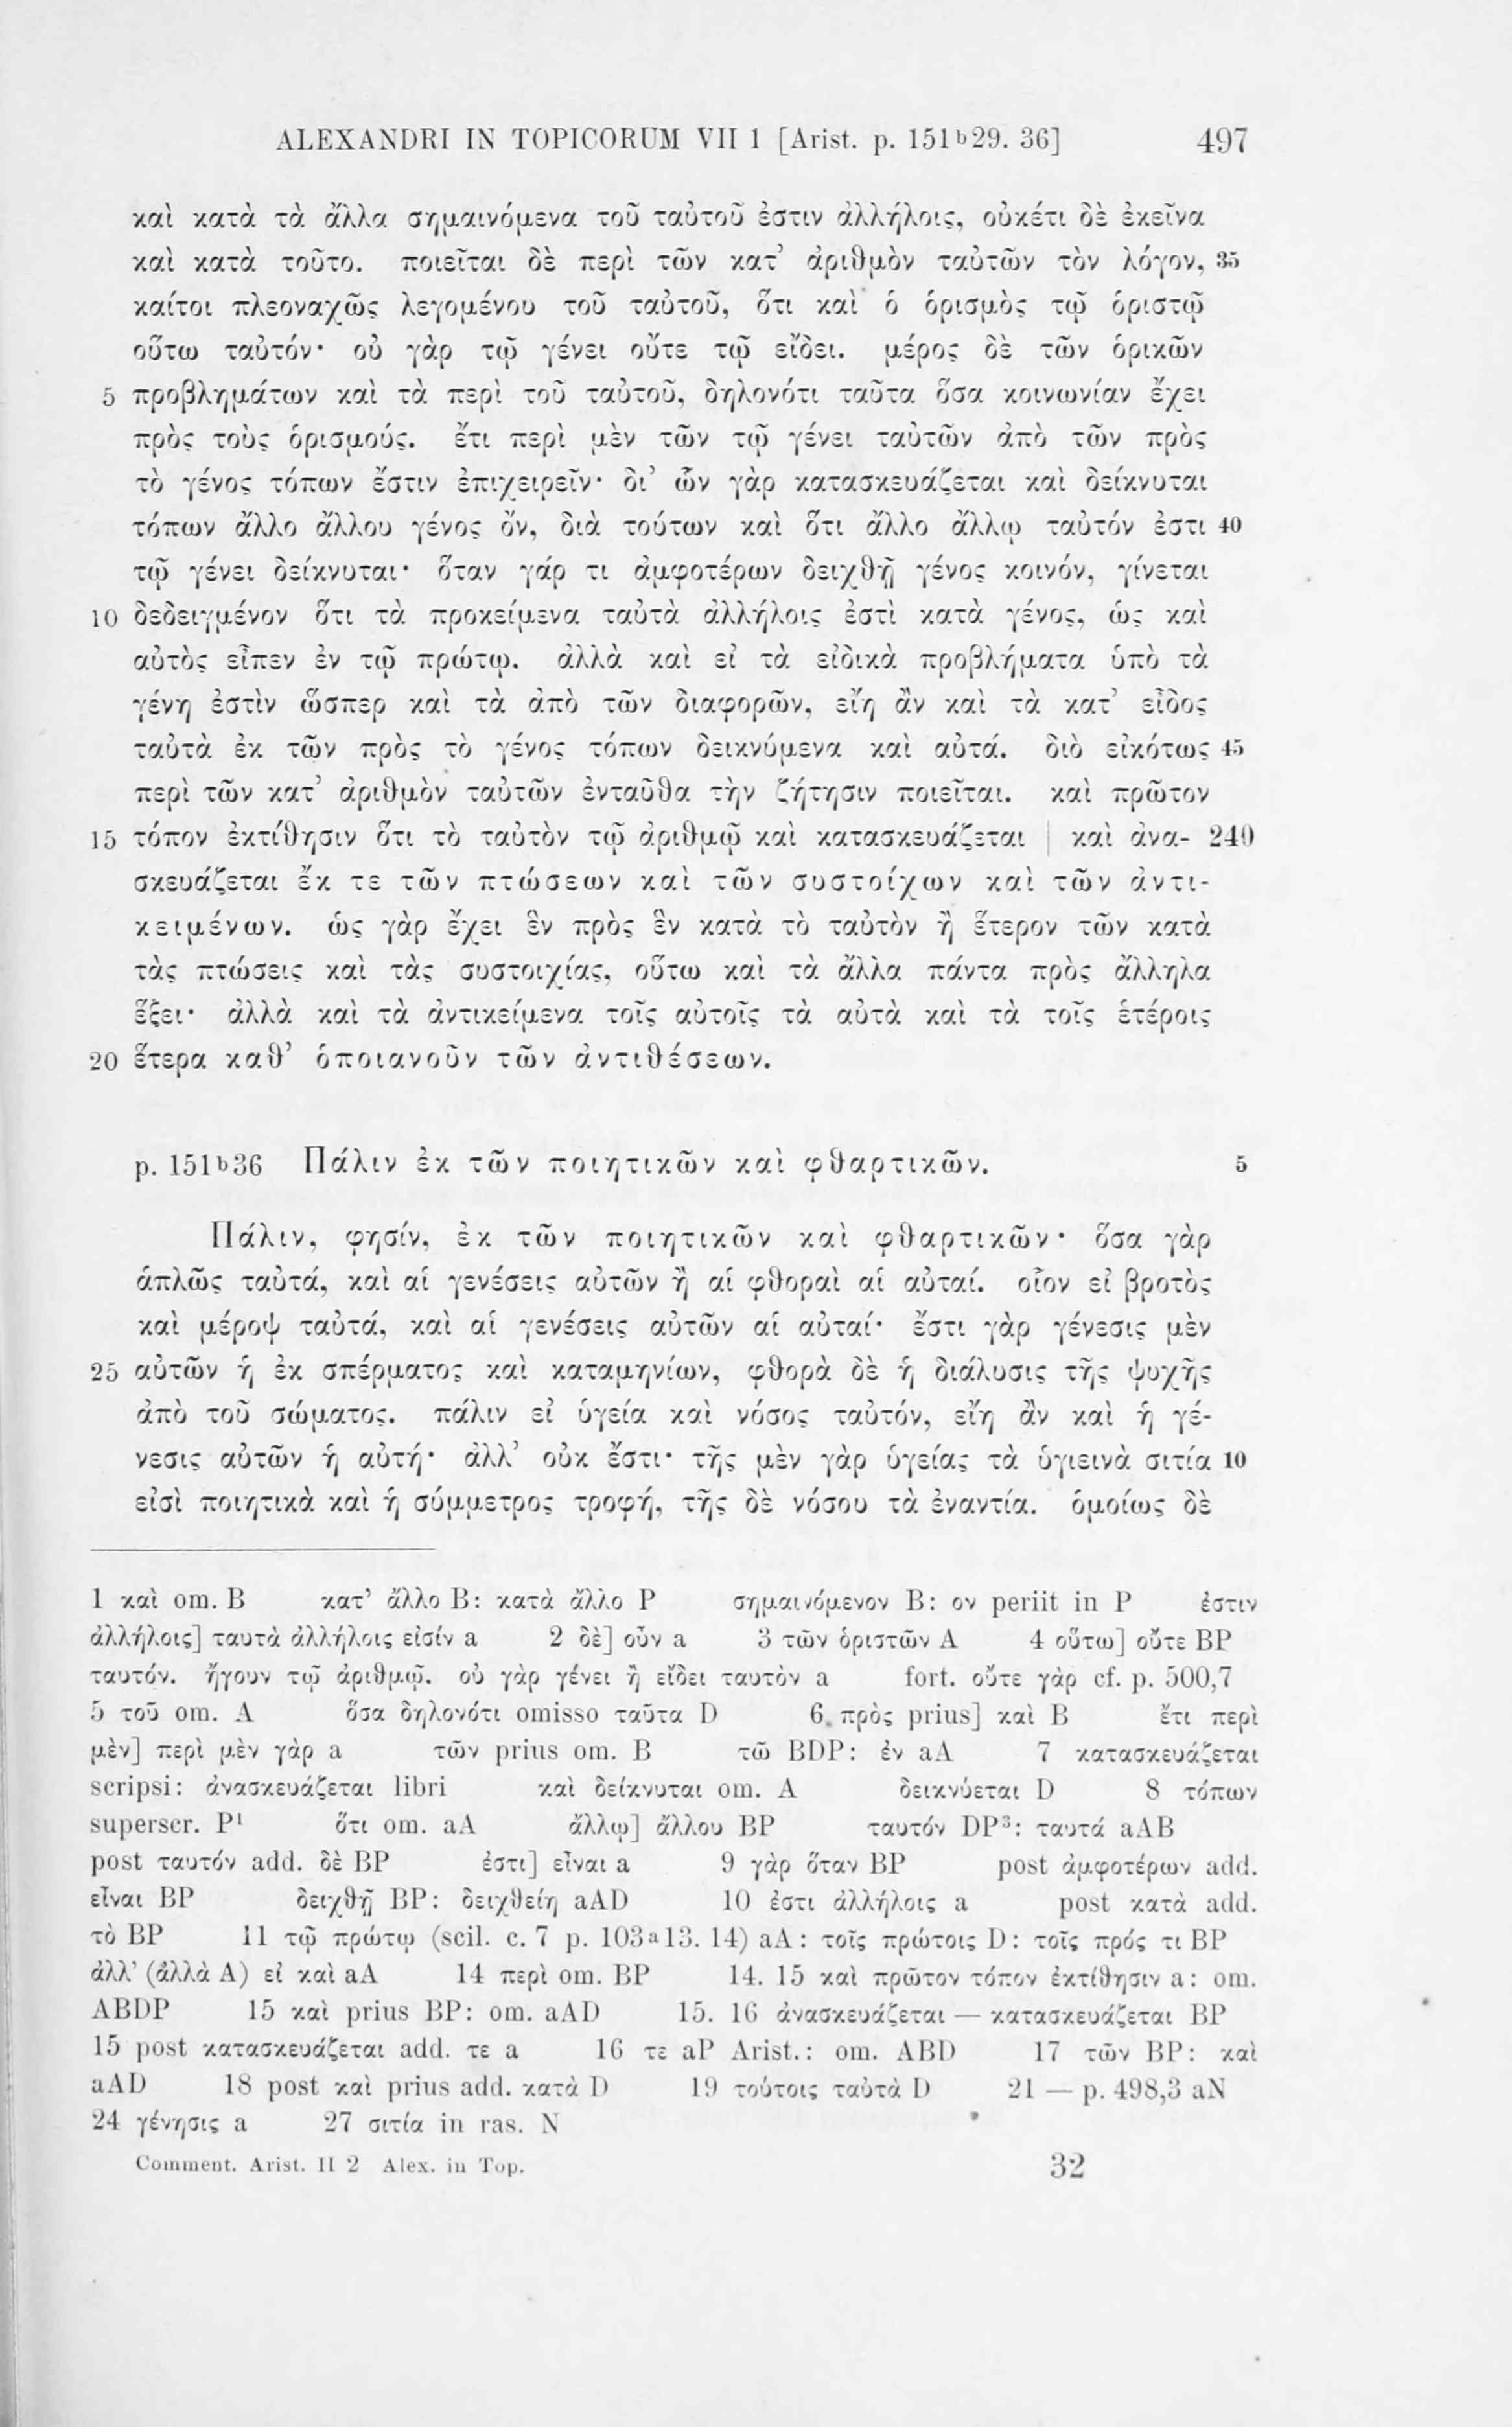 ALEXANDRI IN TOPICORUM VII 1 [Arist. p. 151ᵇ29. 36] 497
καὶ κατὰ τὰ ἄλλα σημαινόμενα τοῦ ταὐτοῦ ἐστιν ἀλλήλοις, οὐκέτι δὲ ἐκεῖνα
καὶ κατὰ τοῦτο. ποιεῖται δὲ περὶ τῶν κατ’ ἀριθμὸν ταὐτῶν τὸν λόγον, 35
καίτοι πλεοναχῶς λεγομένου τοῦ ταὐτοῦ, ὅτι καὶ ὁ ὁρισμὸς τῷ ὁριστῷ
οὕτω ταὐτόν· οὐ γὰρ τῷ γένει οὔτε τῷ εἴδει. μέρος δὲ τῶν ὁρικῶν
5 προβλημάτων καὶ τὰ περὶ τοῦ ταὐτοῦ, δηλονότι ταῦτα ὅσα κοινωνίαν ἔχει
πρὸς τοὺς ὁρισμούς. ἔτι περὶ μὲν τῶν τῷ γένει ταὐτῶν ἀπὸ τῶν πρὸς
τὸ γένος τόπων ἔστιν ἐπιχειρεῖν· δι’ ὧν γὰρ κατασκευάζεται καὶ δείκνυται
τόπων ἄλλο ἄλλου γένος ὄν, διὰ τούτων καὶ ὅτι ἄλλο ἄλλῳ ταὐτόν ἐστι 40
τῷ γένει δείκνυται· ὅταν γάρ τι ἀμφοτέρων δειχθῇ γένος κοινόν, γίνεται
10 δεδειγμένον ὅτι τὰ προκείμενα ταὐτὰ ἀλλήλοις ἐστὶ κατὰ γένος, ὡς καὶ
αὐτὸς εἶπεν ἐν τῷ πρώτῳ. ἀλλὰ καὶ εἰ τὰ εἰδικὰ προβλήματα ὑπὸ τὰ
γένη ἐστὶν ὥσπερ καὶ τὰ ἀπὸ τῶν διαφορῶν, εἴη ἂν καὶ τὰ κατ’ εἶδος
ταὐτὰ ἐκ τῶν πρὸς τὸ γένος τόπων δεικνύμενα καὶ αὐτά. διὸ εἰκότως 45
περὶ τῶν κατ’ ἀριθμὸν ταὐτῶν ἐνταῦθα τὴν ζήτησιν ποιεῖται. καὶ πρῶτον
15 τόπον ἐκτίθησιν ὅτι τὸ ταὐτὸν τῷ ἀριθμῷ καὶ κατασκευάζεται | καὶ ἀνα- 240
σκευάζεται ἔκ τε τῶν πτώσεων καὶ τῶν συστοίχων καὶ τῶν ἀντι-
κειμένων. ὡς γὰρ ἔχει ἓν πρὸς ἓν κατὰ τὸ ταὐτὸν ἢ ἕτερον τῶν κατὰ
τὰς πτώσεις καὶ τὰς συστοιχίας, οὕτω καὶ τὰ ἄλλα πάντα πρὸς ἄλληλα
ἕξει· ἀλλὰ καὶ τὰ ἀντικείμενα τοῖς αὐτοῖς τὰ αὐτὰ καὶ τὰ τοῖς ἑτέροις
20 ἕτερα καθ’ ὁποιανοῦν τῶν ἀντιθέσεων.
p. 151ᵇ36 Πάλιν ἐκ τῶν ποιητικῶν καὶ φθαρτικῶν. 5
Πάλιν, φησίν, ἐκ τῶν ποιητικῶν καὶ φθαρτικῶν· ὅσα γὰρ
ἁπλῶς ταὐτά, καὶ αἱ γενέσεις αὐτῶν ἢ αἱ φθοραὶ αἱ αὐταί. οἷον εἰ βροτὸς
καὶ μέροψ ταὐτά, καὶ αἱ γενέσεις αὐτῶν αἱ αὐταί· ἔστι γὰρ γένεσις μὲν
25 αὐτῶν ἡ ἐκ σπέρματος καὶ καταμηνίων, φθορὰ δὲ ἡ διάλυσις τῆς ψυχῆς
ἀπὸ τοῦ σώματος. πάλιν εἰ ὑγεία καὶ νόσος ταὐτόν, εἴη ἂν καὶ ἡ γέ-
νεσις αὐτῶν ἡ αὐτή· ἀλλ’ οὐκ ἔστι· τῆς μὲν γὰρ ὑγείας τὰ ὑγιεινὰ σιτία 10
εἰσὶ ποιητικὰ καὶ ἡ σύμμετρος τροφή, τῆς δὲ νόσου τὰ ἐναντία. ὁμοίως δὲ
1 καὶ om. B κατ’ ἄλλο B: κατὰ ἄλλο P σημαινόμενον B: ον periit in P ἐστιν
ἀλλήλοις] ταυτὰ ἀλλήλοις εἰσίν a 2 δὲ] οὖν a 3 τῶν ὁριστῶν A 4 οὕτω] οὔτε BP
ταυτόν. ἤγουν τῷ ἀριθμῷ. οὐ γὰρ γένει ἢ εἴδει ταυτὸν a fort. οὔτε γὰρ cf. p. 500,7
5 τοῦ om. A ὅσα δηλονότι omisso ταῦτα D 6 πρὸς prius] καὶ B ἔτι περὶ
μὲν] περὶ μὲν γὰρ a τῶν prius om. B τῶ BDP: ἐν aA 7 κατασκευάζεται
scripsi: ἀνασκευάζεται libri καὶ δείκνυται om. A δεικνύεται D 8 τόπων
superscr. P¹ ὅτι om. aA ἄλλῳ] ἄλλου BP ταυτόν DP³: ταυτά aAB
post ταυτόν add. δὲ BP ἐστι] εἶναι a 9 γὰρ ὅταν BP post ἀμφοτέρων add.
εἶναι BP δειχθῇ BP: δειχθείη aAD 10 ἐστι ἀλλήλοις a post κατὰ add.
τὸ BP 11 τῷ πρώτῳ (scil. c. 7 p. 103ᵃ13. 14) aA: τοῖς πρώτοις D: τοῖς πρός τι BP
ἀλλ’ (ἀλλὰ A) εἰ καὶ aA 14 περὶ om. BP 14. 15 καὶ πρῶτον τόπον ἐκτίθησιν a: om.
ABDP 15 καὶ prius BP: om. aAD 15. 16 ἀνασκευάζεται — κατασκευάζεται BP
15 post κατασκευάζεται add. τε a 16 τε aP Arist.: om. ABD 17 τῶν BP: καὶ
aAD 18 post καὶ prius add. κατὰ D 19 τούτοις ταὐτὰ D 21 — p. 498,3 aN
24 γένησις a 27 σιτία in ras. N
Comment. Arist. II 2 Alex. in Top. 32